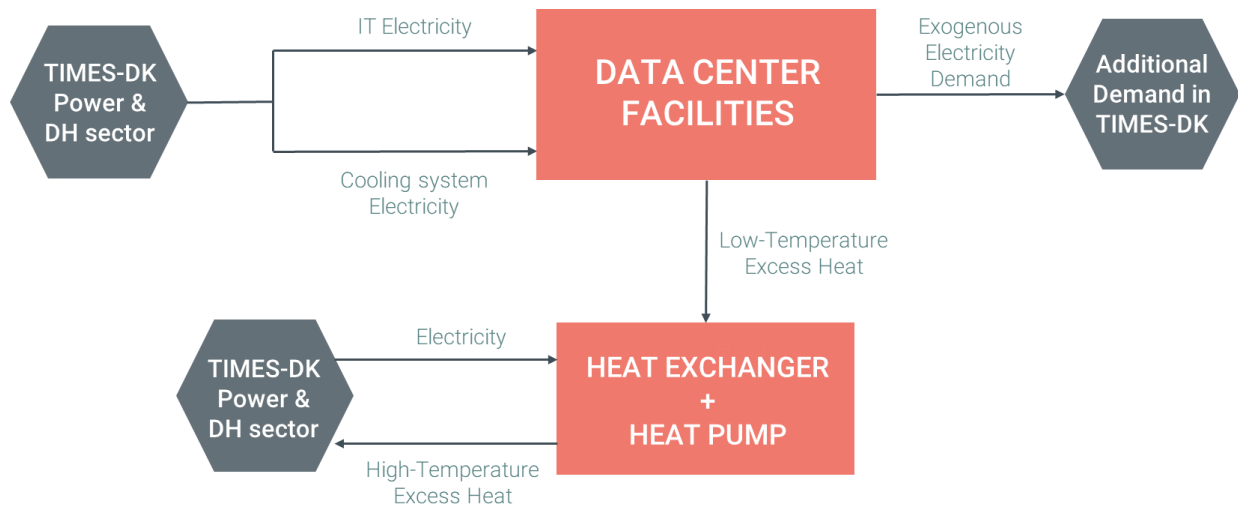 IT Electricity
TIMES-DK
Power &
DH sector
Cooling system
Electricity
DATA CENTER
FACILITIES
Exogenous
Electricity
Demand
Additional
Demand in
TIMES-DK
Low-Temperature
Excess Heat
TIMES-DK
Power &
DH sector
Electricity
High-Temperature
Excess Heat
HEAT EXCHANGER
+
HEAT PUMP